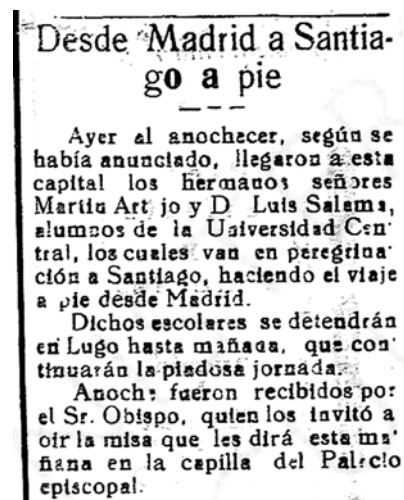 Desde Madrid a Santia-
go a pie
Ayer al anochecer, según se
había anunciado, llegaron a esta
capital los hermanos señores
Martín Art jo y D Luis Salama,
alumnos de la Universidad Cen
tral, los cuales van en peregrina
ción a Santiago, haciendo el viaje
a pie desde Madrid.
Dichos escolares se detendrán
en Lugo hasta mañana, que con'
tinuarán la piadosa jornada.
Anoche fueron recibidos por
el Sr. Obispo, quien los invitó a
oir la misa que les dirá esta ma'
ñana en la capilla del Palacio
episcopal.